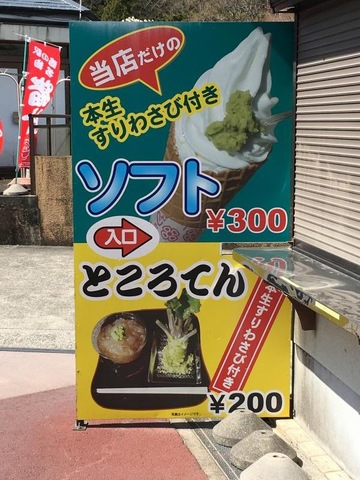 当店だけの
本生
すりわさび付き
ソフト
¥300
入口
ところてん
本生すりわさび付き
¥200